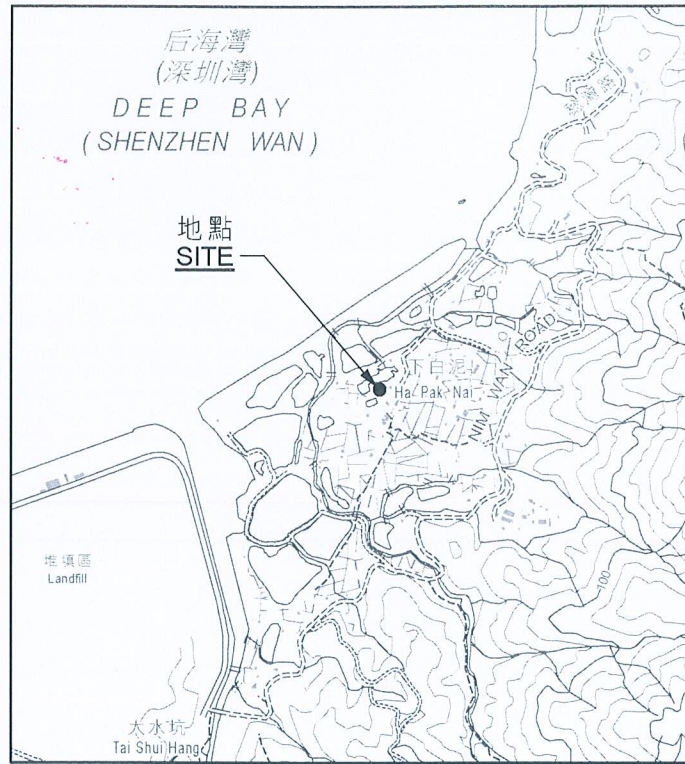 后海灣
(深圳灣)
DEEP BAY
(SHENZHEN WAN)
地點
SITE
下白泥
Ha Pak Nai
NIM WAN ROAD
堆填區
Landfill
100
大水坑
Tai Shui Hang